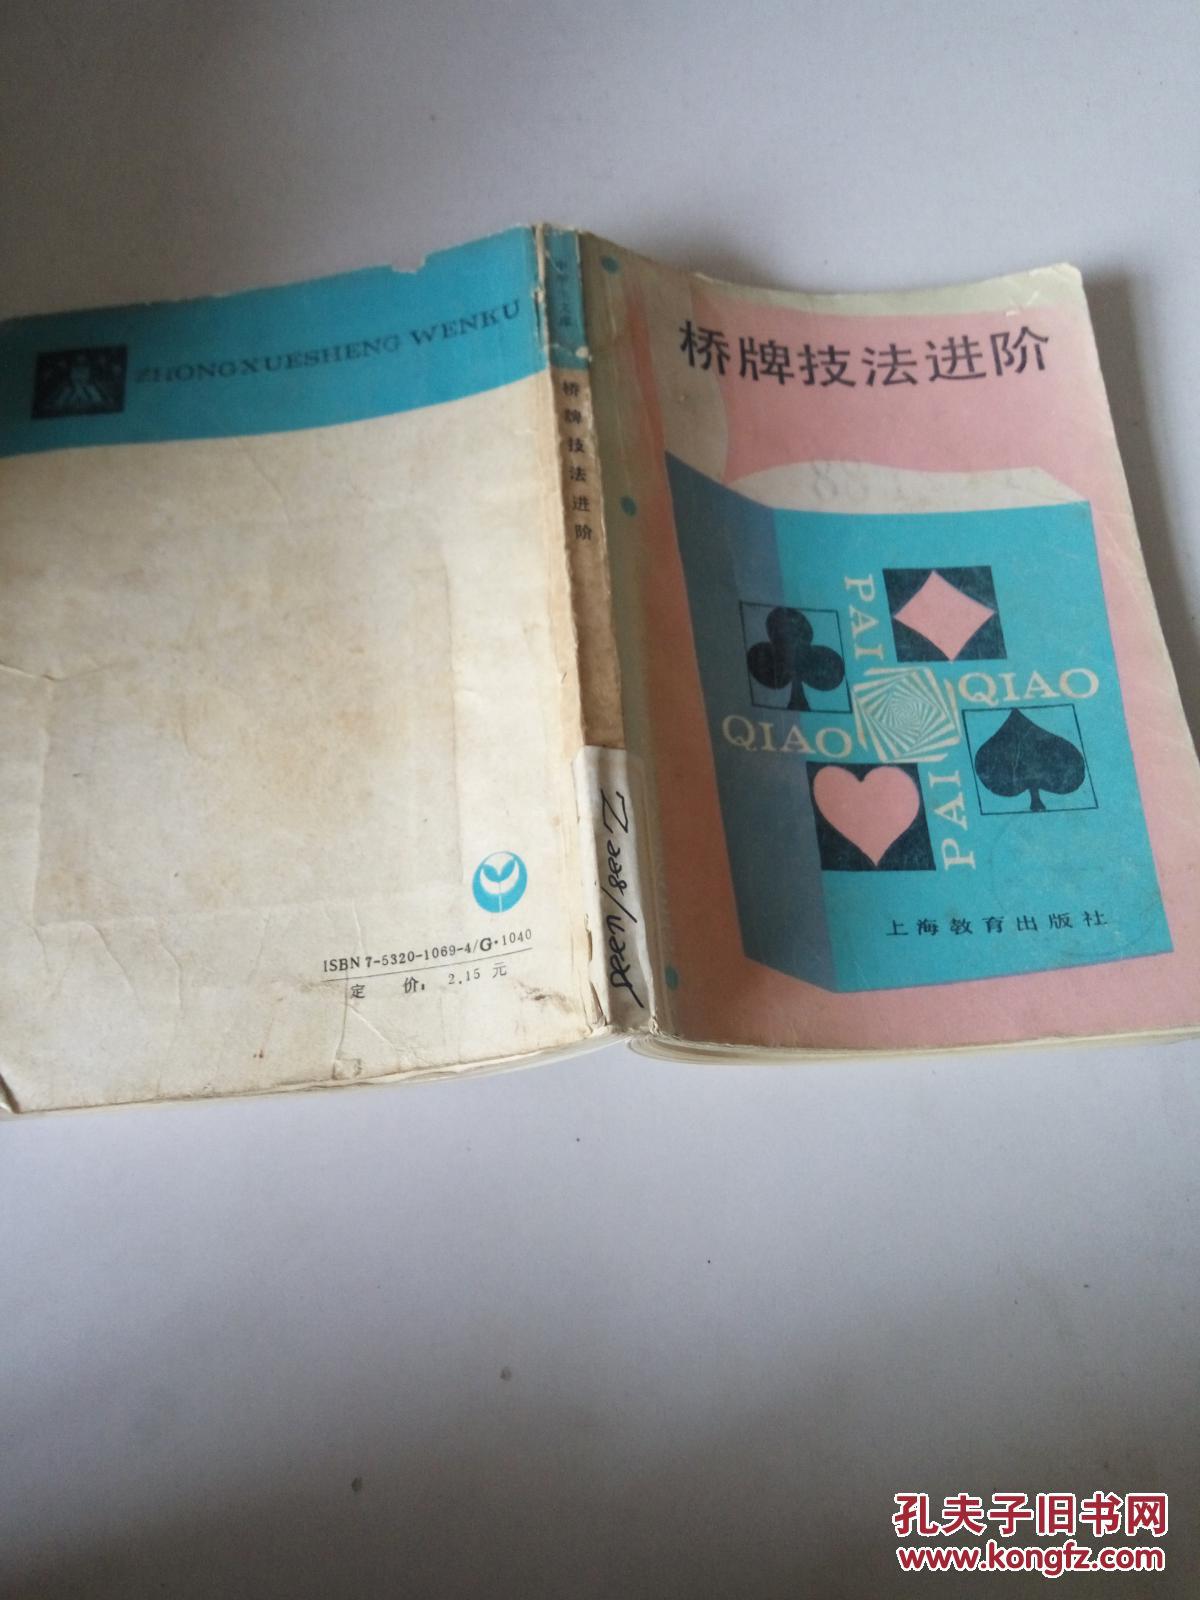 ZHONGXUESHENG WENKU
ISBN 7-5320-1069-4/G·1040
定 价: 2.15 元
桥牌技法进阶
桥牌技法进阶
PAI
QIAO
QIAO
PAI
上海教育出版社
孔夫子旧书网
www.kongfz.com